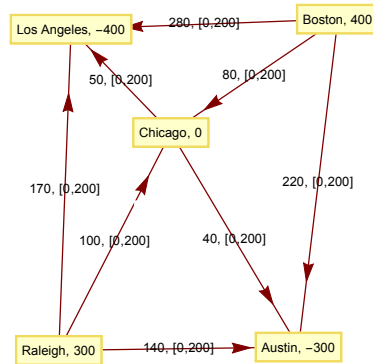 Boston, 400
280, [0,200]
Los Angeles, −400
50, [0,200]
80, [0,200]
Chicago, 0
170, [0,200]
220, [0,200]
100, [0,200]
40, [0,200]
Raleigh, 300
140, [0,200]
Austin, −300